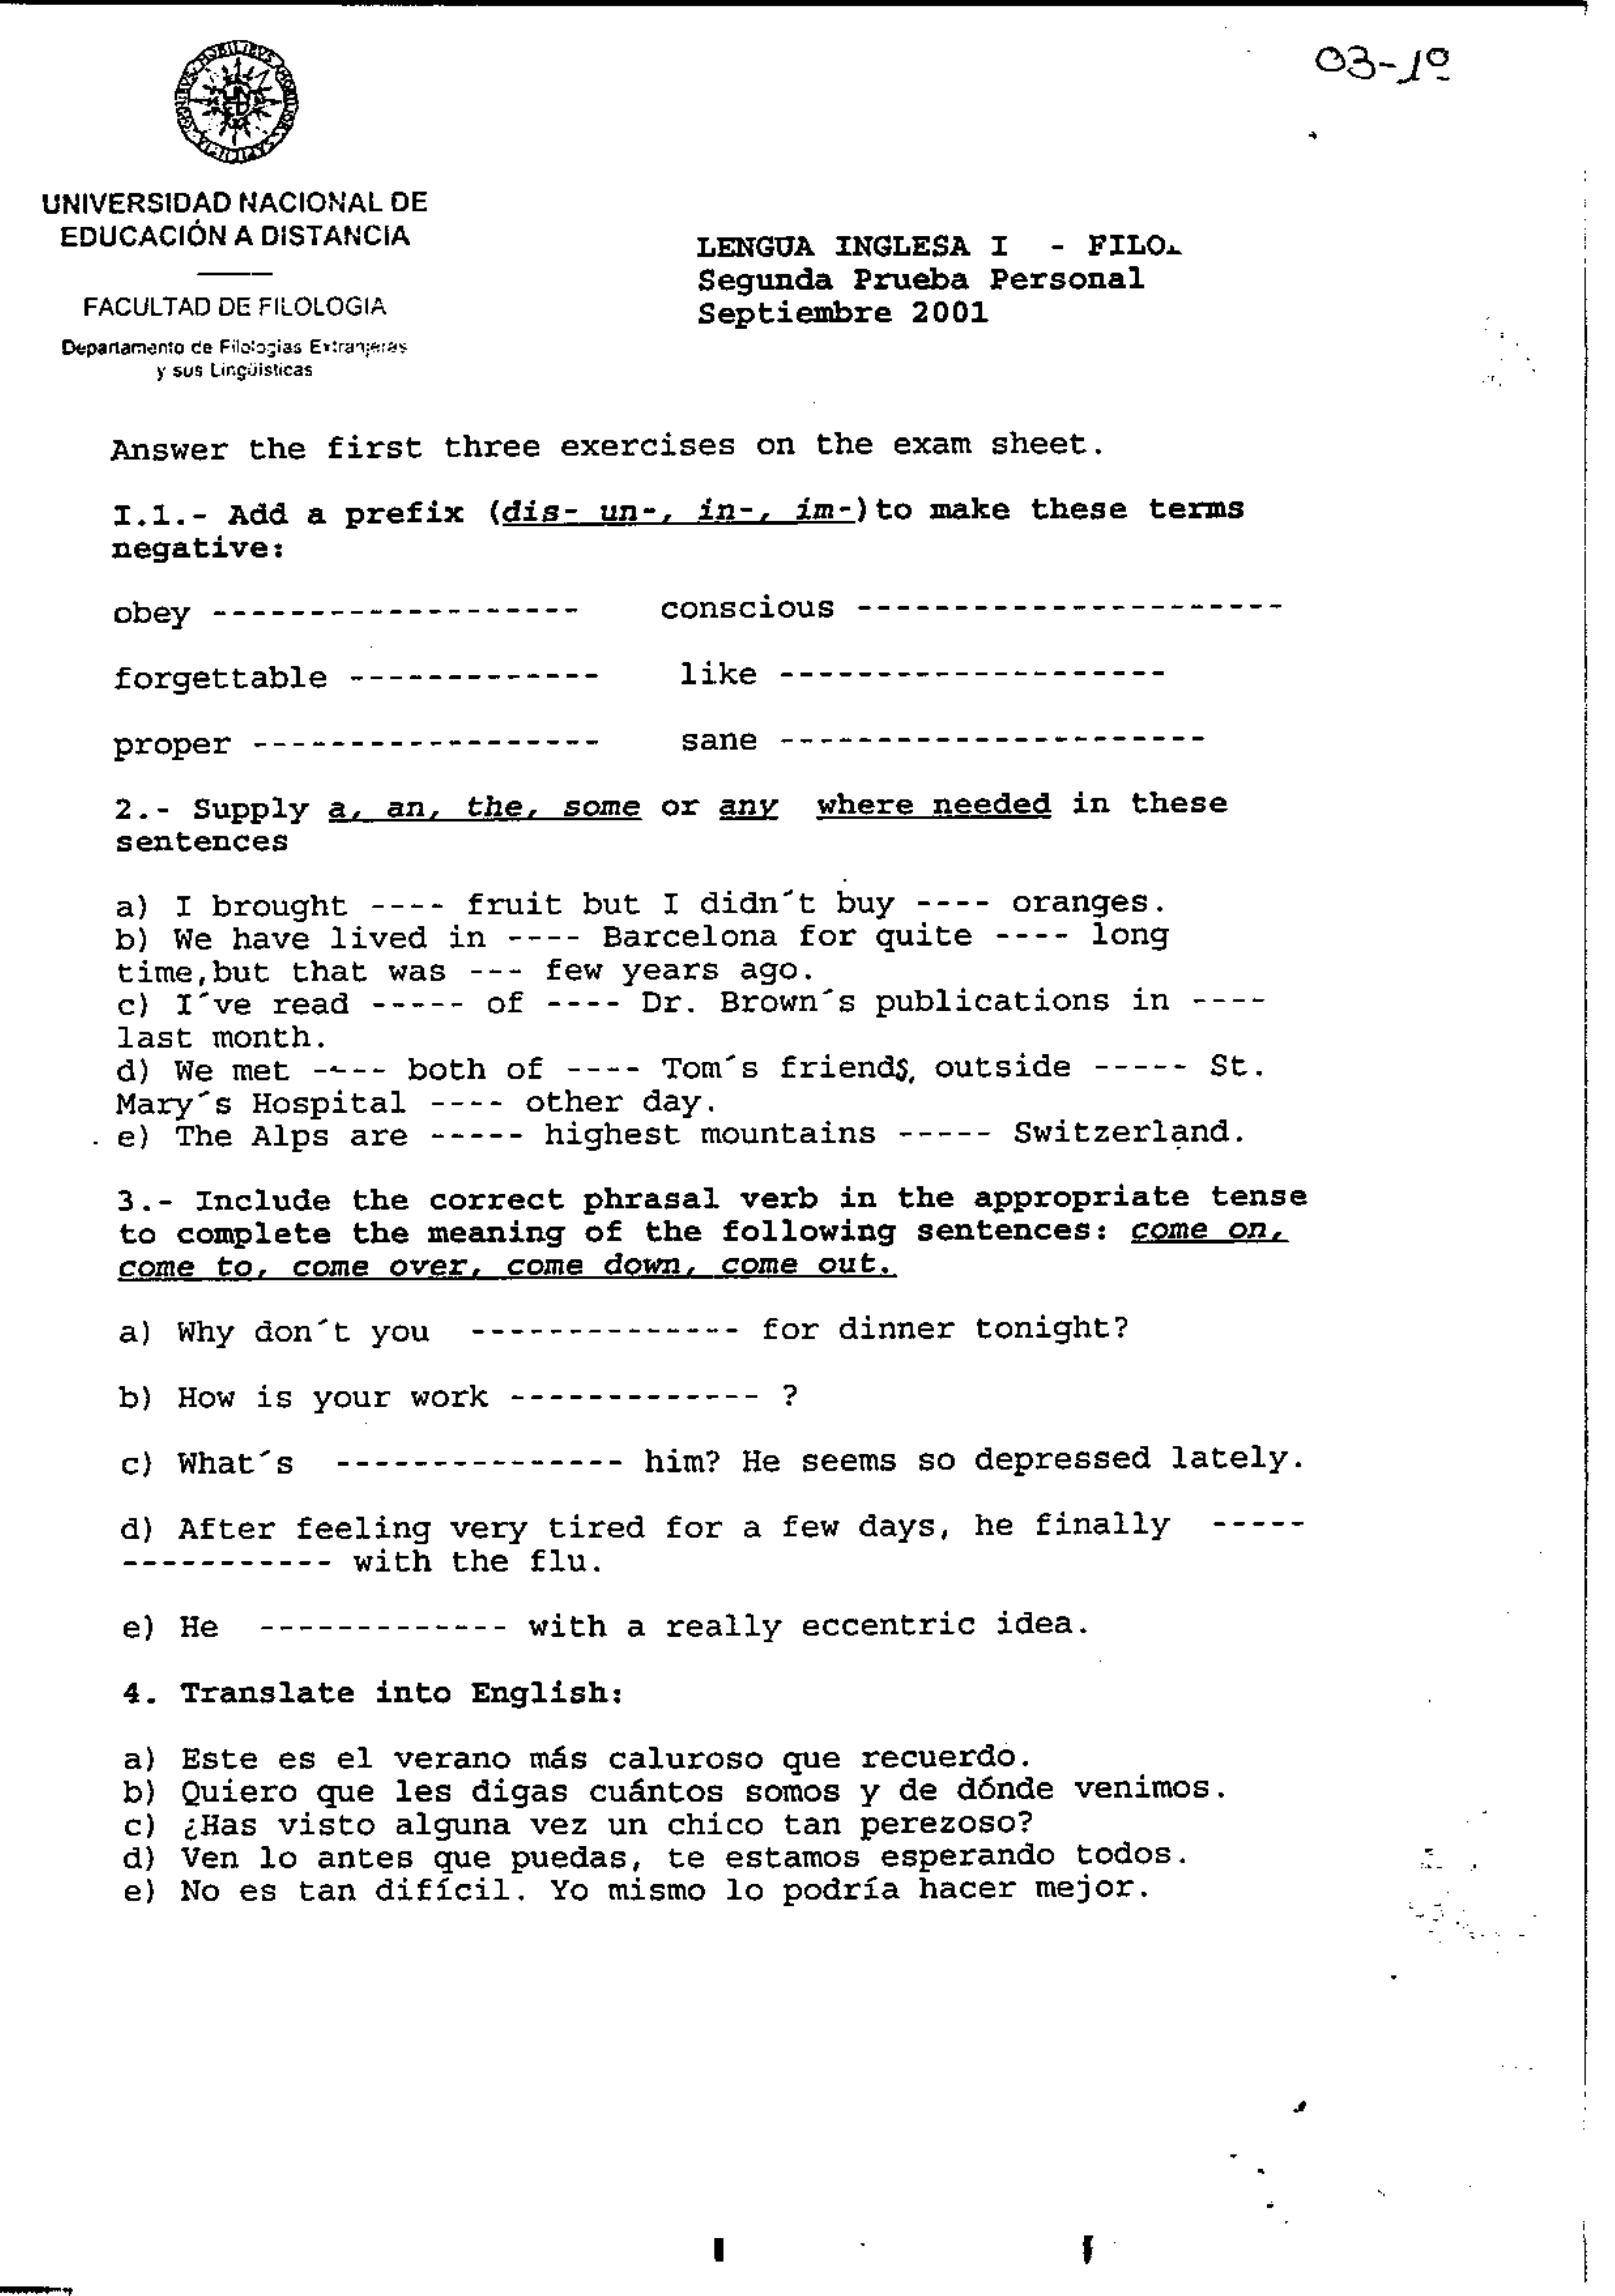 03-1º
UNIVERSIDAD NACIONAL DE
EDUCACIÓN A DISTANCIA
FACULTAD DE FILOLOGIA
Departamento de Filologías Extranjeras
y sus Lingüísticas
LENGUA INGLESA I - FILO.
Segunda Prueba Personal
Septiembre 2001
Answer the first three exercises on the exam sheet.
I.1.- Add a prefix (dis- un-, in-, im-)to make these terms
negative:
obey ------------------- conscious ----------------------
forgettable ------------- like --------------------
proper ------------------ sane ----------------------
2.- Supply a, an, the, some or any where needed in these
sentences
a) I brought ---- fruit but I didn´t buy ---- oranges.
b) We have lived in ---- Barcelona for quite ---- long
time,but that was --- few years ago.
c) I´ve read ----- of ---- Dr. Brown´s publications in ----
last month.
d) We met ---- both of ---- Tom´s friends, outside ----- St.
Mary´s Hospital ---- other day.
e) The Alps are ----- highest mountains ----- Switzerland.
3.- Include the correct phrasal verb in the appropriate tense
to complete the meaning of the following sentences: come on,
come to, come over, come down, come out.
a) Why don´t you -------------- for dinner tonight?
b) How is your work ------------- ?
c) What´s --------------- him? He seems so depressed lately.
d) After feeling very tired for a few days, he finally -----
----------- with the flu.
e) He ------------- with a really eccentric idea.
4. Translate into English:
a) Este es el verano más caluroso que recuerdo.
b) Quiero que les digas cuántos somos y de dónde venimos.
c) ¿Has visto alguna vez un chico tan perezoso?
d) Ven lo antes que puedas, te estamos esperando todos.
e) No es tan difícil. Yo mismo lo podría hacer mejor.